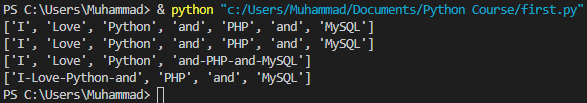 PS C:\Users\Muhammad> & python "c:/Users/Muhammad/Documents/Python Course/first.py"
['I', 'Love', 'Python', 'and', 'PHP', 'and', 'MySQL']
['I', 'Love', 'Python', 'and', 'PHP', 'and', 'MySQL']
['I', 'Love', 'Python', 'and-PHP-and-MySQL']
['I-Love-Python-and', 'PHP', 'and', 'MySQL']
PS C:\Users\Muhammad>